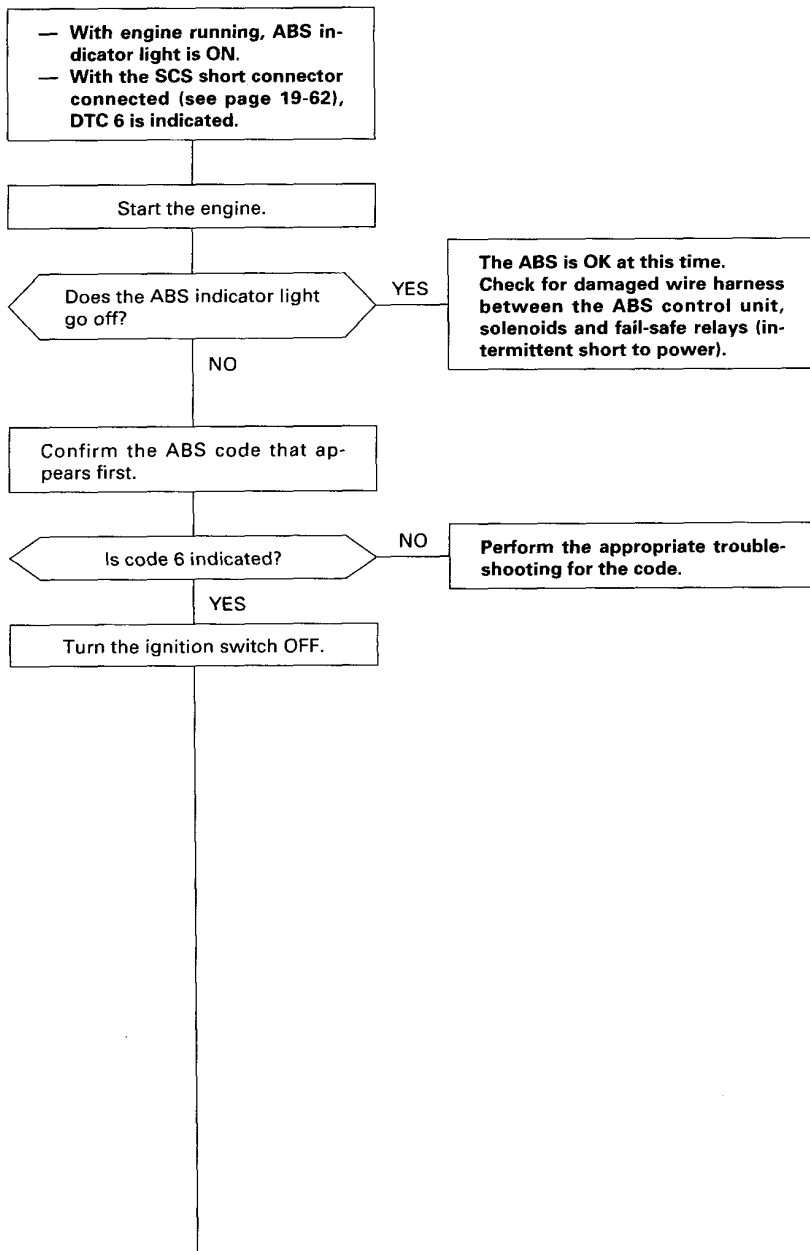 — With engine running, ABS in-
dicator light is ON.
— With the SCS short connector
connected (see page 19-62),
DTC 6 is indicated.
Start the engine.
Does the ABS indicator light
go off?
YES
The ABS is OK at this time.
Check for damaged wire harness
between the ABS control unit,
solenoids and fail-safe relays (in-
termittent short to power).
NO
Confirm the ABS code that ap-
pears first.
Is code 6 indicated?
NO
Perform the appropriate trouble-
shooting for the code.
YES
Turn the ignition switch OFF.